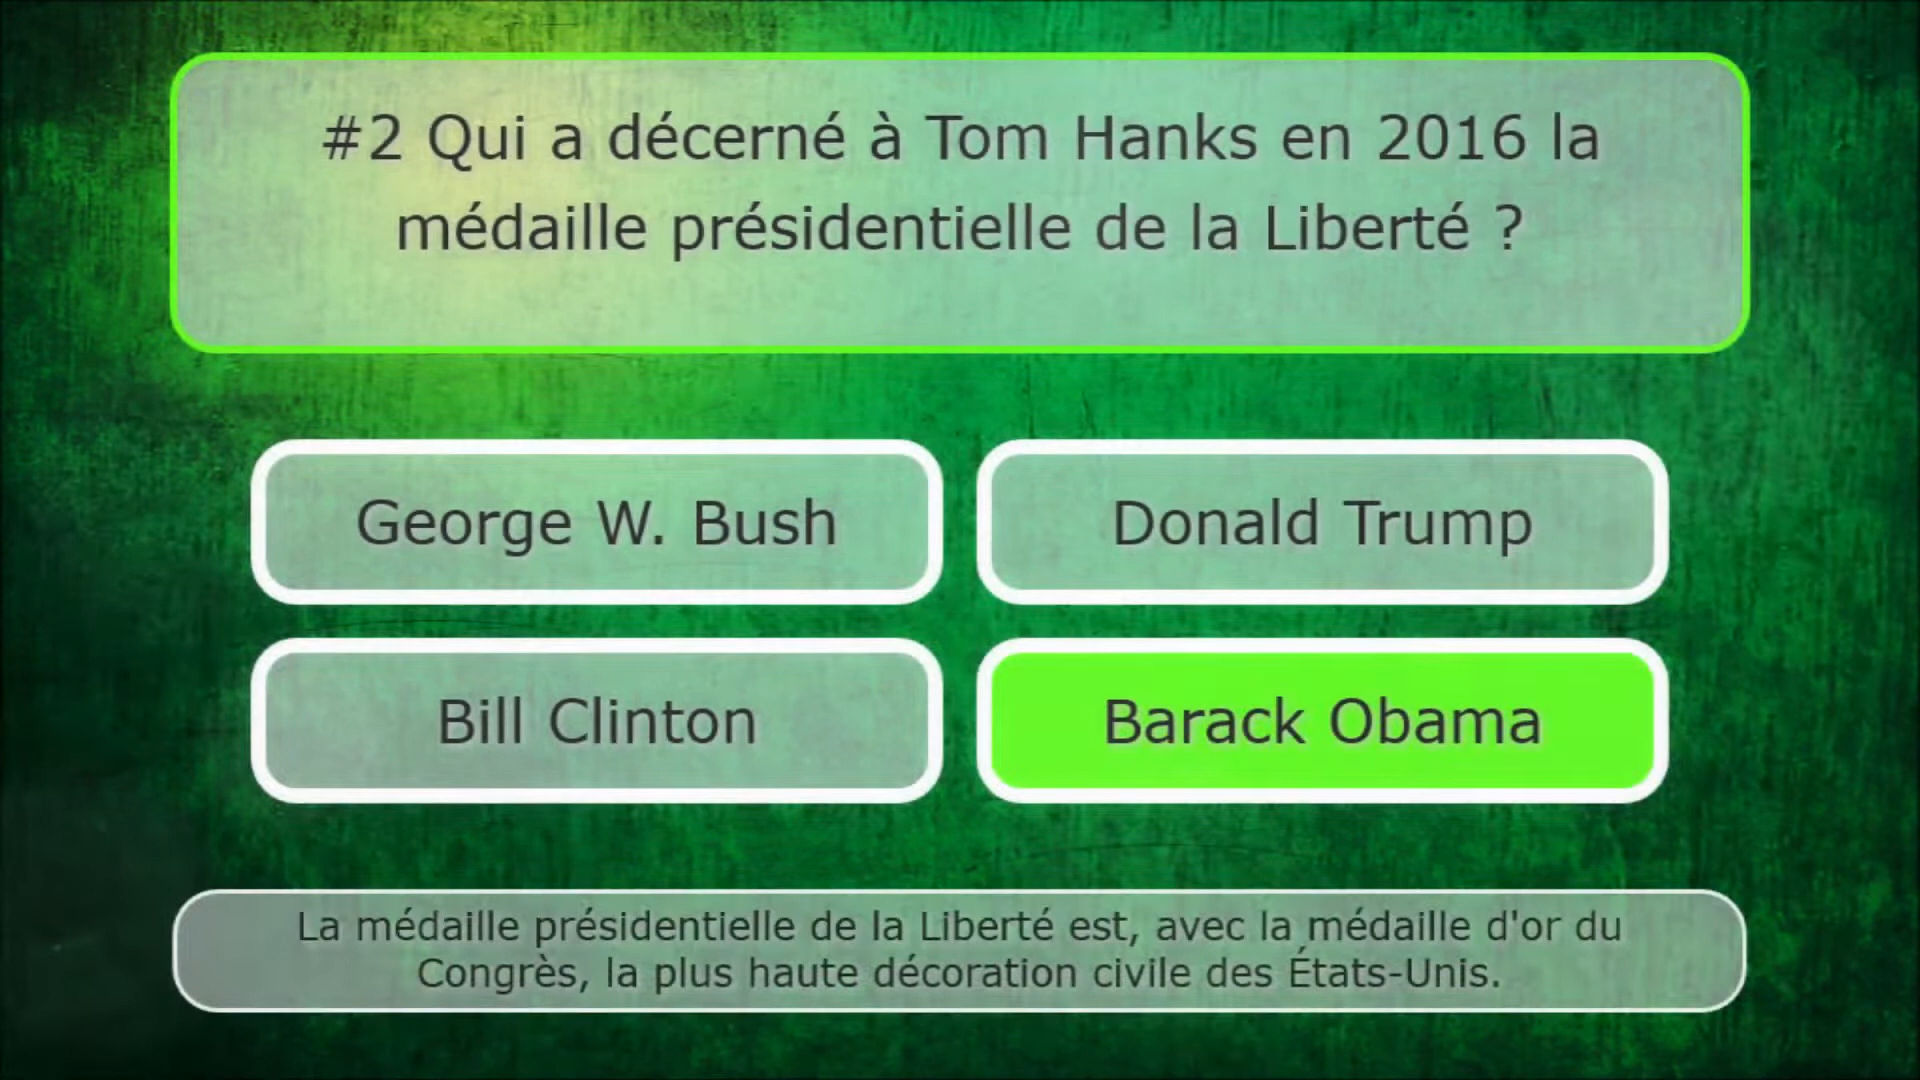 #2 Qui a décerné à Tom Hanks en 2016 la
médaille présidentielle de la Liberté ?
George W. Bush
Donald Trump
Bill Clinton
Barack Obama
La médaille présidentielle de la Liberté est, avec la médaille d'or du
Congrès, la plus haute décoration civile des États-Unis.